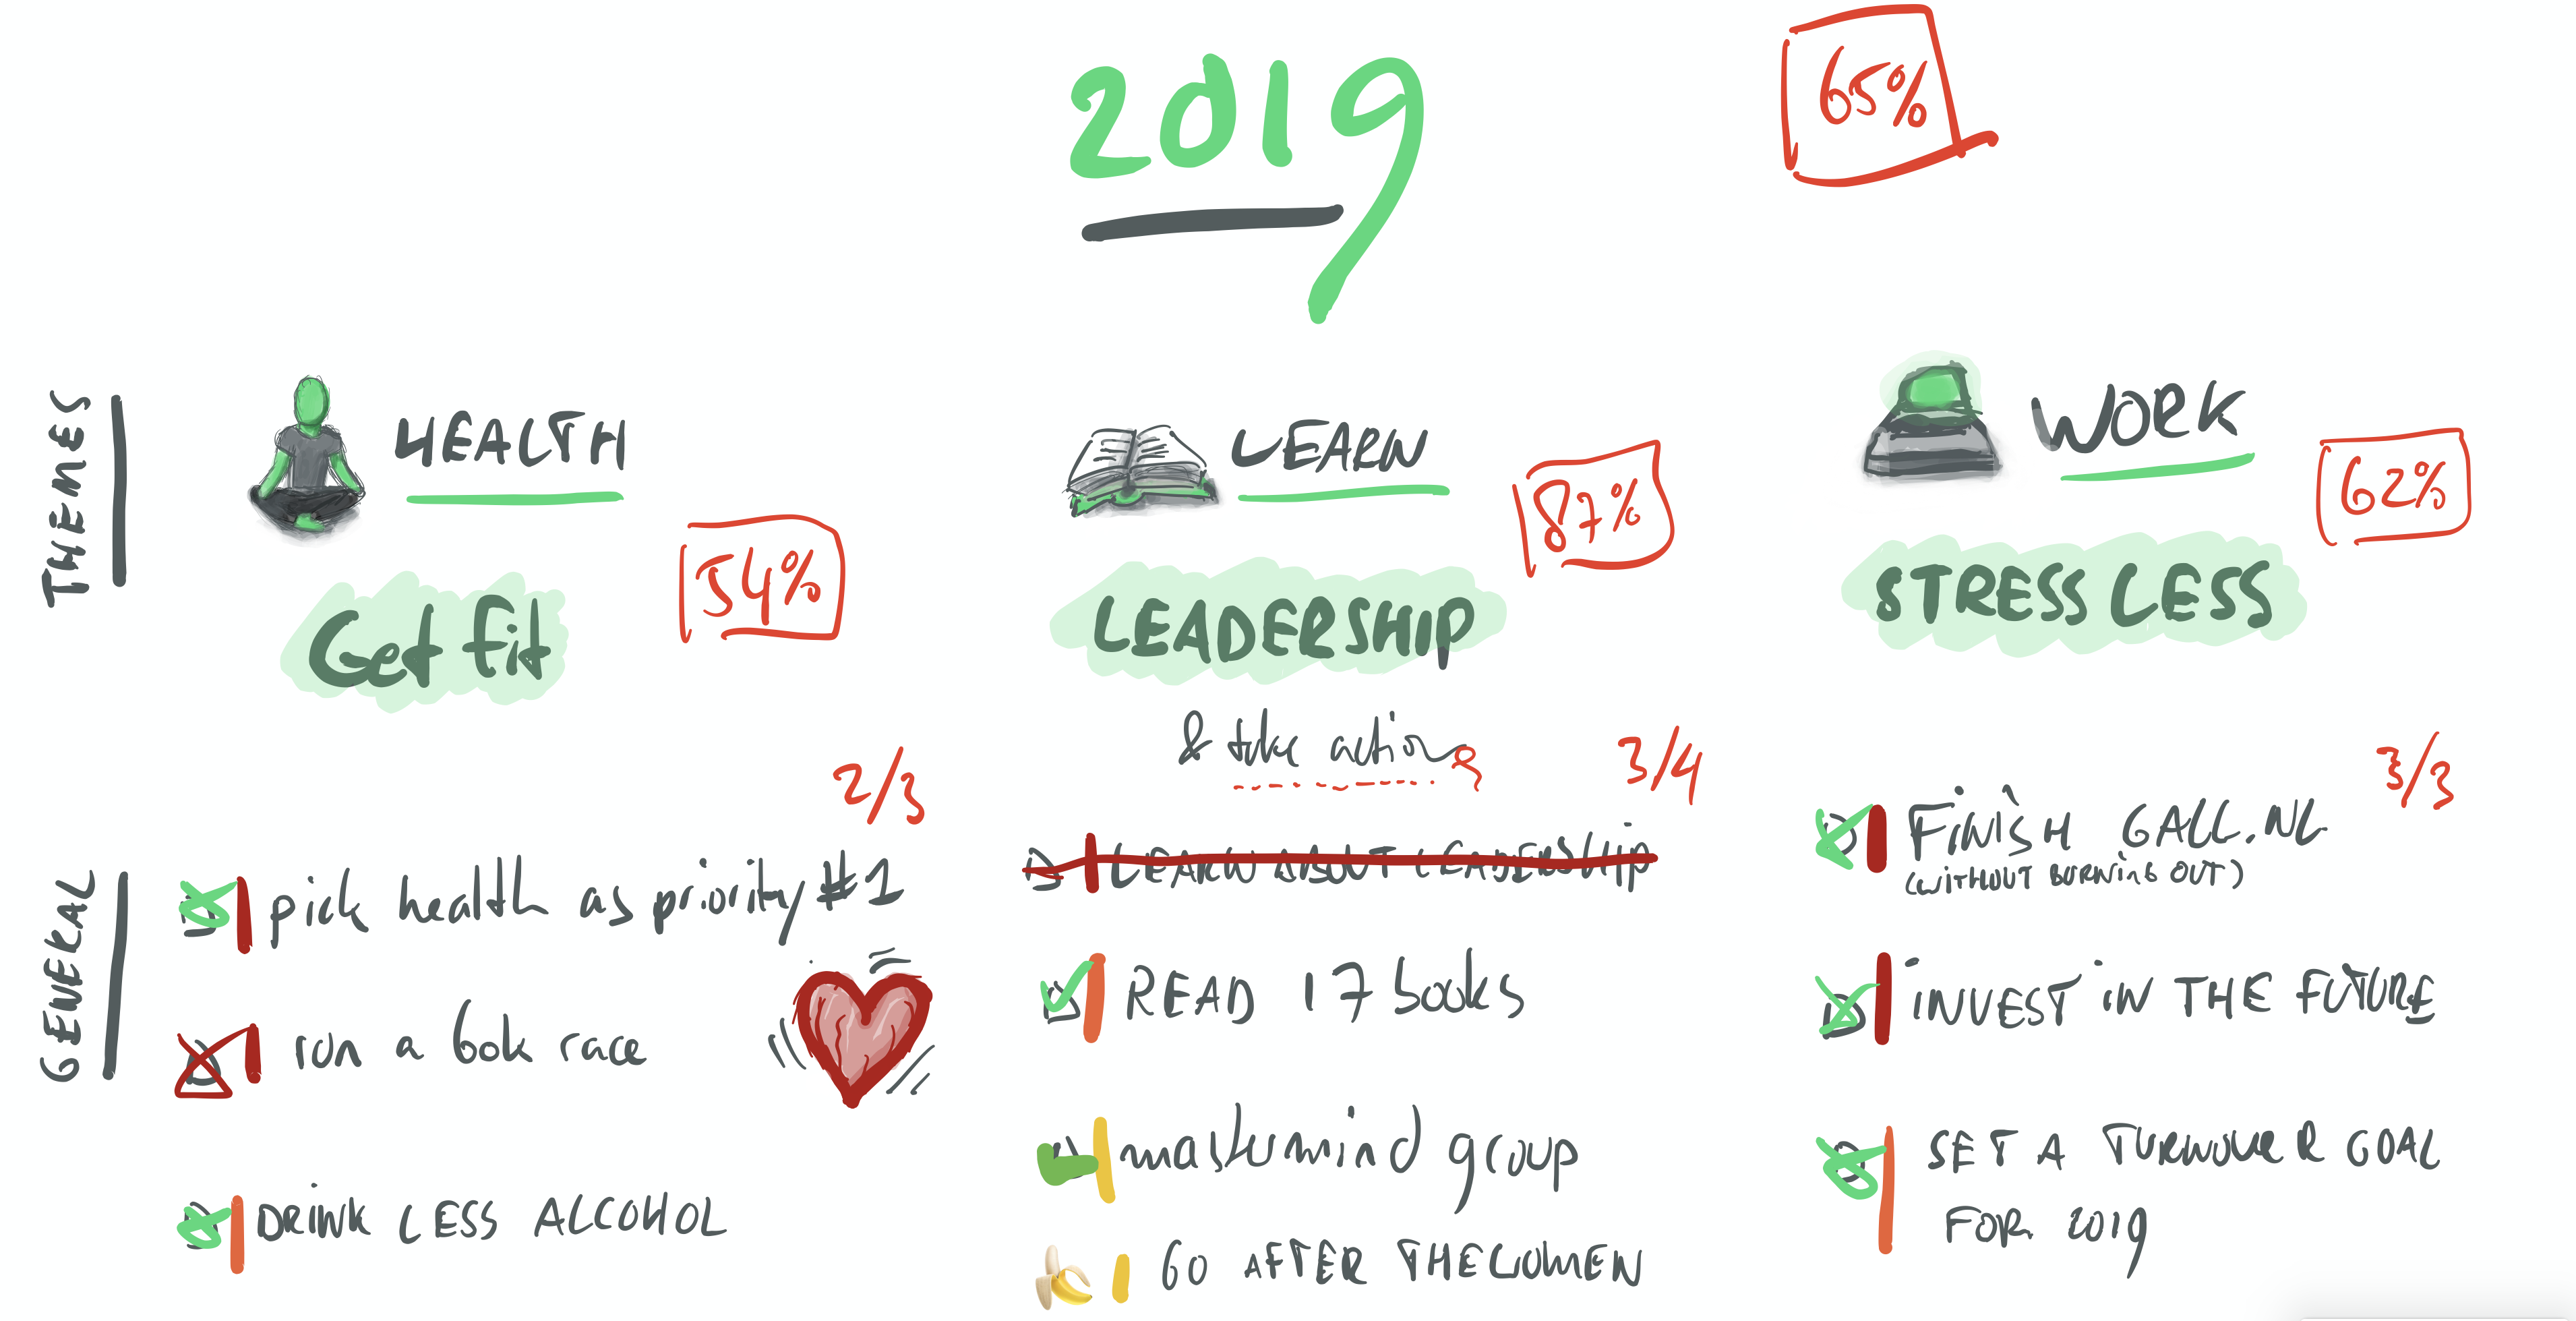 2019
65%
THEMES
HEALTH
54%
Get fit
LEARN
87%
LEADERSHIP
& take action
WORK
62%
STRESS LESS
GENERAL
2/3
pick health as priority #1
run a 60k race
DRINK LESS ALCOHOL
3/4
LEARN ABOUT LEADERSHIP
READ 17 books
mastermind group
GO AFTER THELUMEN
3/3
FINISH GALL.NL
(WITHOUT BURNING OUT)
INVEST IN THE FUTURE
SET A TURNOVER GOAL
FOR 2019